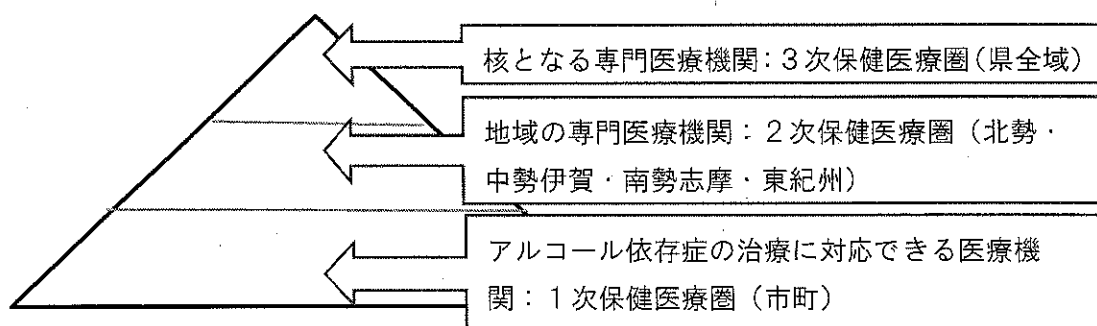 核となる専門医療機関：３次保健医療圏（県全域）
地域の専門医療機関：２次保健医療圏（北勢・
中勢伊賀・南勢志摩・東紀州）
アルコール依存症の治療に対応できる医療機
関：１次保健医療圏（市町）